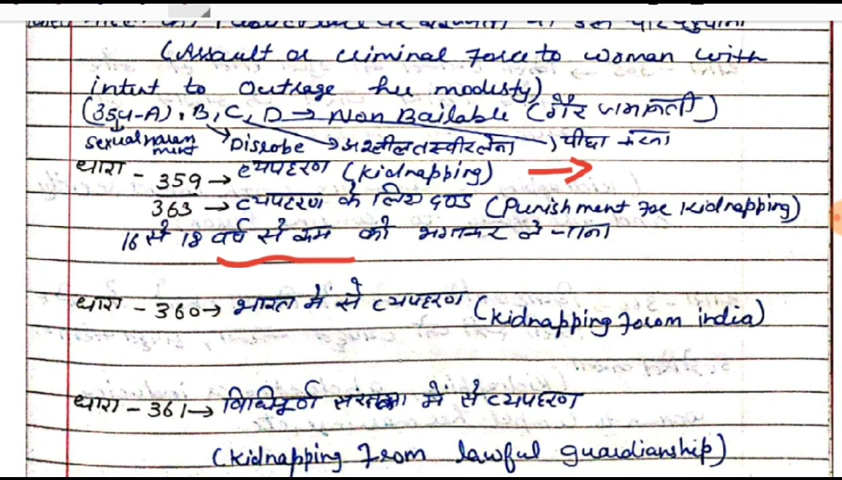 (Assault or criminal force to woman with
intent to outrage her modesty)
(354-A), B, C, D → Non Bailable (गैर जमानती)
sexual harassment → Disrobe → अश्लील तस्वीर लेना → पीछा करना
धारा - 359 → व्यपहरण (kidnapping) →
363 → व्यपहरण के लिए दण्ड (Punishment for kidnapping)
16 से 18 वर्ष से कम को भगाकर ले जाना
धारा - 360 → भारत में से व्यपहरण (kidnapping from india)
धारा - 361 → विधिपूर्ण संरक्षता में से व्यपहरण
(kidnapping from lawful guardianship)